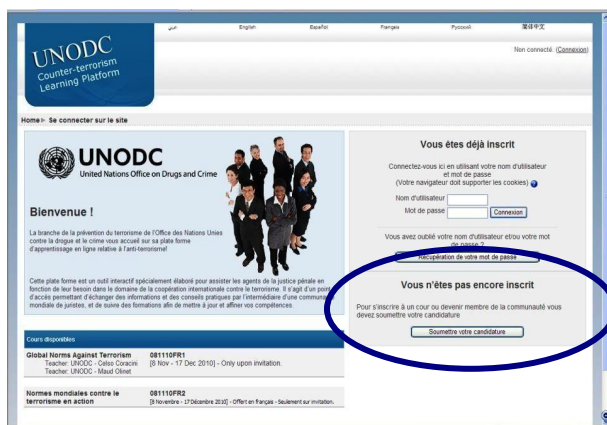 عربي English Español Français Русский 简体中文
UNODC
Counter-terrorism
Learning Platform
Non connecté. (Connexion)
Home ► Se connecter sur le site
UNODC
United Nations Office on Drugs and Crime
Bienvenue !
La branche de la prévention du terrorisme de l'Office des Nations Unies
contre la drogue et le crime vous accueil sur sa plate forme
d'apprentissage en ligne relative à l'anti-terrorisme!
Cette plate forme est un outil interactif spécialement élaboré pour assister les agents de la justice pénale en
fonction de leur besoin dans le domaine de la coopération internationale contre le terrorisme. Il s'agit d'un point
d'accès permettant d'échanger des informations et des conseils pratiques par l'intermédiaire d'une communauté
mondiale de juristes, et de suivre des formations afin de mettre à jour et affiner vos compétences.
Cours disponibles
Global Norms Against Terrorism 081110FR1
Teacher: UNODC - Celso Coracini [8 Nov - 17 Dec 2010] - Only upon invitation.
Teacher: UNODC - Maud Olinet
Normes mondiales contre le 081110FR2
terrorisme en action [8 Novembre - 17 Décembre 2010] - Offert en français - Seulement sur invitation.
Vous êtes déjà inscrit
Connectez-vous ici en utilisant votre nom d'utilisateur
et mot de passe
(Votre navigateur doit supporter les cookies) ?
Nom d'utilisateur
Mot de passe Connexion
Vous avez oublié votre nom d'utilisateur et/ou votre mot
de passe ?
Récupération de votre mot de passe
Vous n'êtes pas encore inscrit
Pour s'inscrire à un cour ou devenir membre de la communauté vous
devez soumettre votre candidature
Soumettre votre candidature